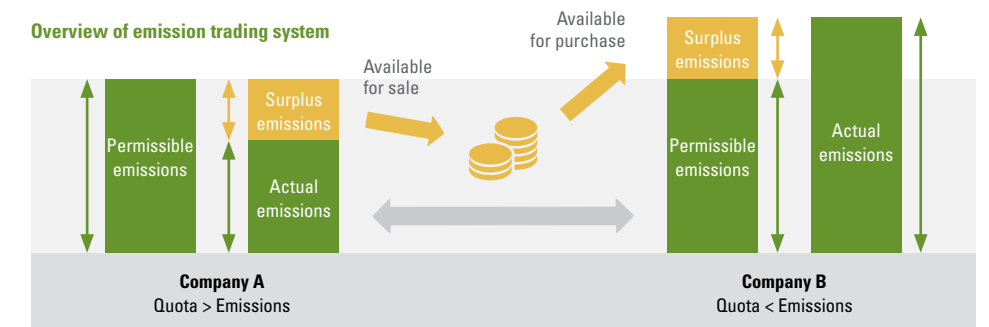 Overview of emission trading system
Permissible
emissions
Surplus
emissions
Actual
emissions
Available
for sale
Available
for purchase
Surplus
emissions
Permissible
emissions
Actual
emissions
Company A
Quota > Emissions
Company B
Quota < Emissions